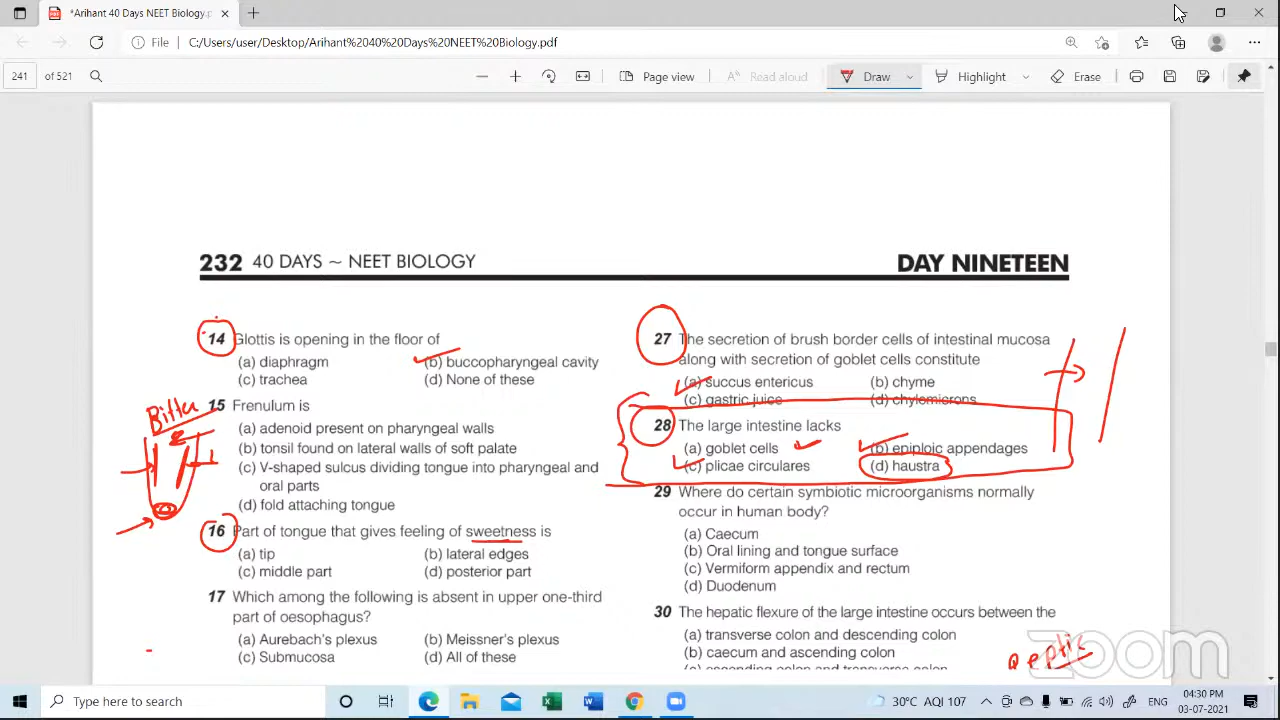 *Arihant 40 Days NEET Biology.p
File C:/Users/user/Desktop/Arihant%2040%20Days%20NEET%20Biology.pdf
241 of 521 Page view Read aloud Draw Highlight Erase
232 40 DAYS ~ NEET BIOLOGY
DAY NINETEEN
14 Glottis is opening in the floor of
(a) diaphragm (b) buccopharyngeal cavity
(c) trachea (d) None of these
Bitter
15 Frenulum is
(a) adenoid present on pharyngeal walls
(b) tonsil found on lateral walls of soft palate
(c) V-shaped sulcus dividing tongue into pharyngeal and
oral parts
(d) fold attaching tongue
16 Part of tongue that gives feeling of sweetness is
(a) tip (b) lateral edges
(c) middle part (d) posterior part
17 Which among the following is absent in upper one-third
part of oesophagus?
(a) Aurebach's plexus (b) Meissner's plexus
(c) Submucosa (d) All of these
27 The secretion of brush border cells of intestinal mucosa
along with secretion of goblet cells constitute
(a) succus entericus (b) chyme
(c) gastric juice (d) chylomicrons
28 The large intestine lacks
(a) goblet cells (b) epiploic appendages
(c) plicae circulares (d) haustra
29 Where do certain symbiotic microorganisms normally
occur in human body?
(a) Caecum
(b) Oral lining and tongue surface
(c) Vermiform appendix and rectum
(d) Duodenum
30 The hepatic flexure of the large intestine occurs between the
(a) transverse colon and descending colon
(b) caecum and ascending colon
(c) ascending colon and transverse colon
zoom
Type here to search
30°C AQI 107 ENG
04:30 PM
03-07-2021